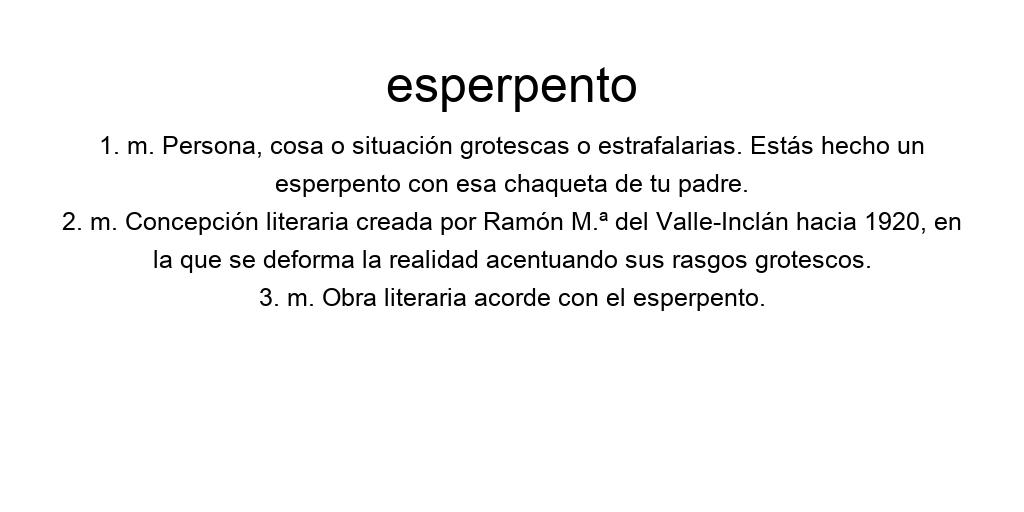 esperpento
1. m. Persona, cosa o situación grotescas o estrafalarias. Estás hecho un
esperpento con esa chaqueta de tu padre.
2. m. Concepción literaria creada por Ramón M.ª del Valle-Inclán hacia 1920, en
la que se deforma la realidad acentuando sus rasgos grotescos.
3. m. Obra literaria acorde con el esperpento.